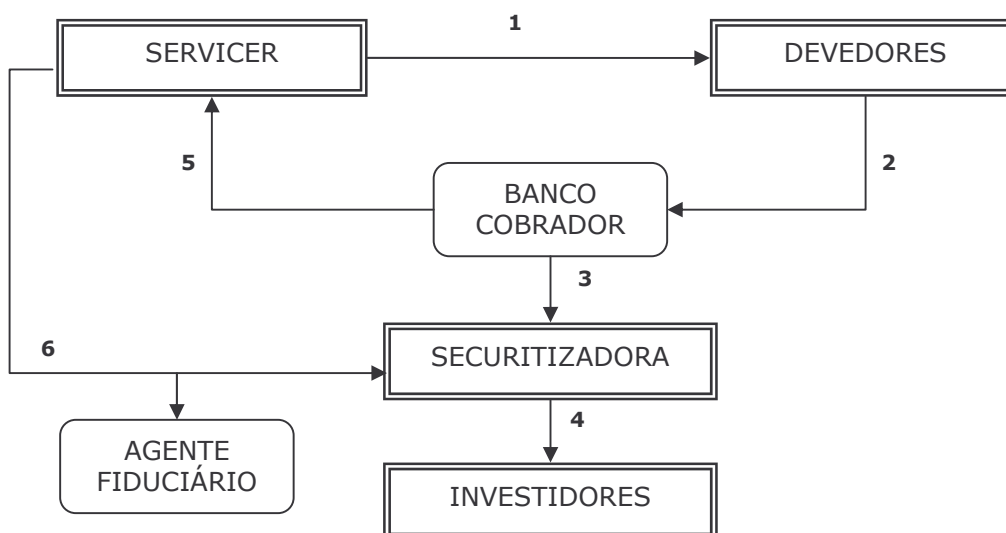 1
SERVICER
DEVEDORES
5
2
BANCO
COBRADOR
3
6
SECURITIZADORA
4
AGENTE
FIDUCIÁRIO
INVESTIDORES